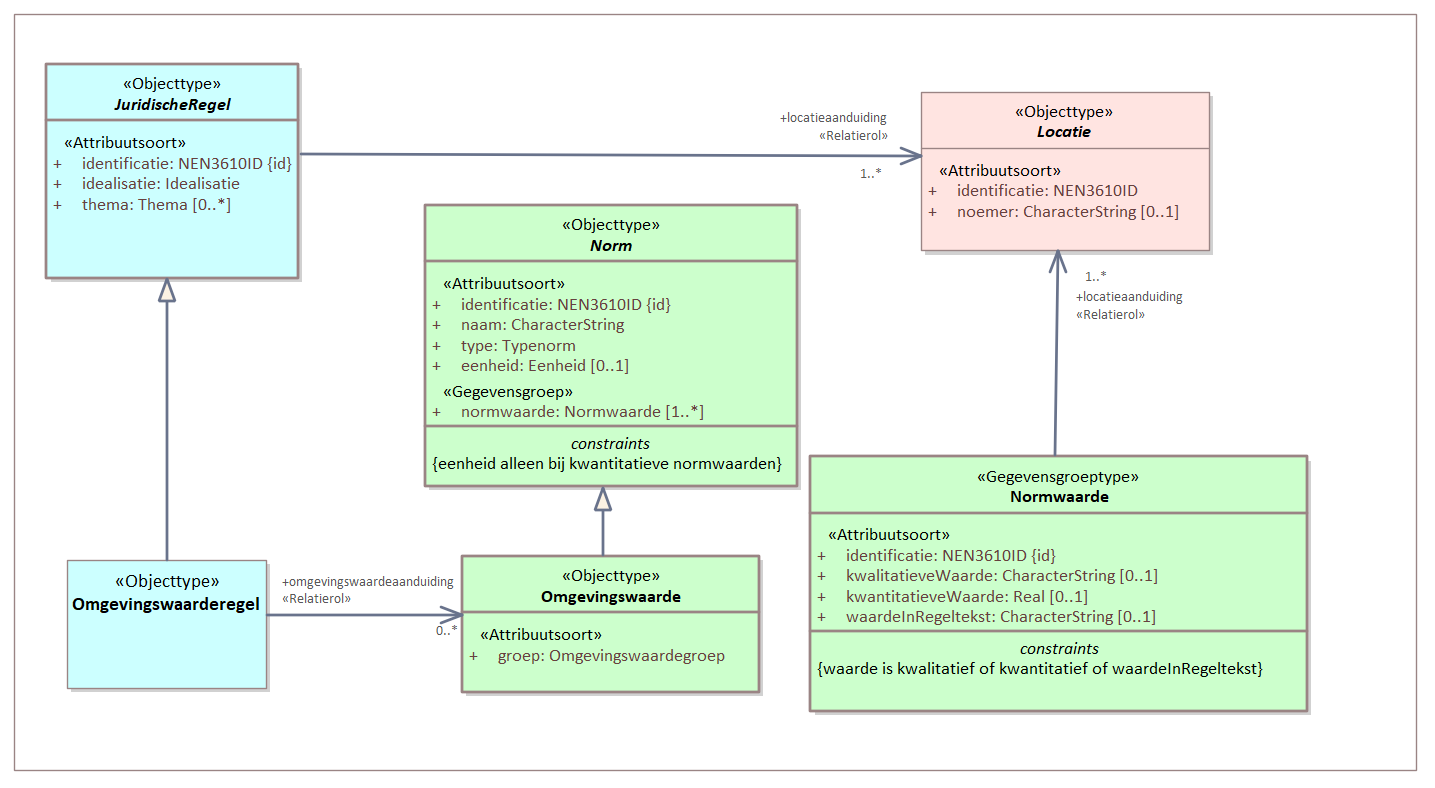 «Objecttype»
JuridischeRegel
«Attribuutsoort»
+ identificatie: NEN3610ID {id}
+ idealisatie: Idealisatie
+ thema: Thema [0..*]
+locatieaanduiding
«Relatierol»
1..*
«Objecttype»
Locatie
«Attribuutsoort»
+ identificatie: NEN3610ID
+ noemer: CharacterString [0..1]
«Objecttype»
Norm
«Attribuutsoort»
+ identificatie: NEN3610ID {id}
+ naam: CharacterString
+ type: Typenorm
+ eenheid: Eenheid [0..1]
«Gegevensgroep»
+ normwaarde: Normwaarde [1..*]
constraints
{eenheid alleen bij kwantitatieve normwaarden}
1..*
+locatieaanduiding
«Relatierol»
«Objecttype»
Omgevingswaarderegel
+omgevingswaardeaanduiding
«Relatierol»
0..*
«Objecttype»
Omgevingswaarde
«Attribuutsoort»
+ groep: Omgevingswaardegroep
«Gegevensgroeptype»
Normwaarde
«Attribuutsoort»
+ identificatie: NEN3610ID {id}
+ kwalitatieveWaarde: CharacterString [0..1]
+ kwantitatieveWaarde: Real [0..1]
+ waardeInRegeltekst: CharacterString [0..1]
constraints
{waarde is kwalitatief of kwantitatief of waardeInRegeltekst}